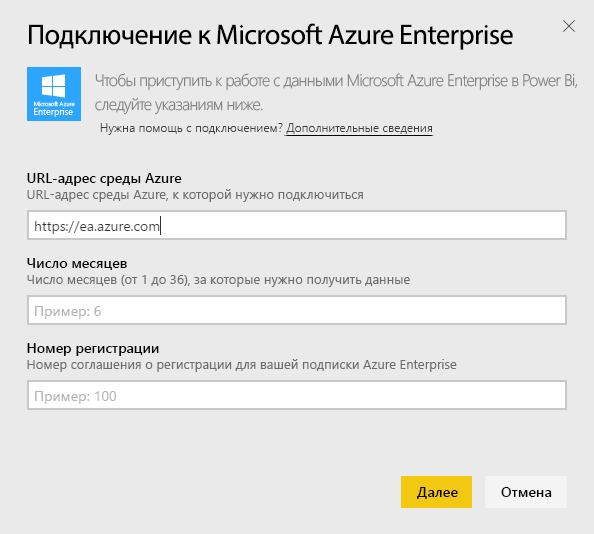 Подключение к Microsoft Azure Enterprise
Microsoft Azure
Enterprise
Чтобы приступить к работе с данными Microsoft Azure Enterprise в Power Bi,
следуйте указаниям ниже.
Нужна помощь с подключением? Дополнительные сведения
URL-адрес среды Azure
URL-адрес среды Azure, к которой нужно подключиться
https://ea.azure.com
Число месяцев
Число месяцев (от 1 до 36), за которые нужно получить данные
Пример: 6
Номер регистрации
Номер соглашения о регистрации для вашей подписки Azure Enterprise
Пример: 100
Далее
Отмена